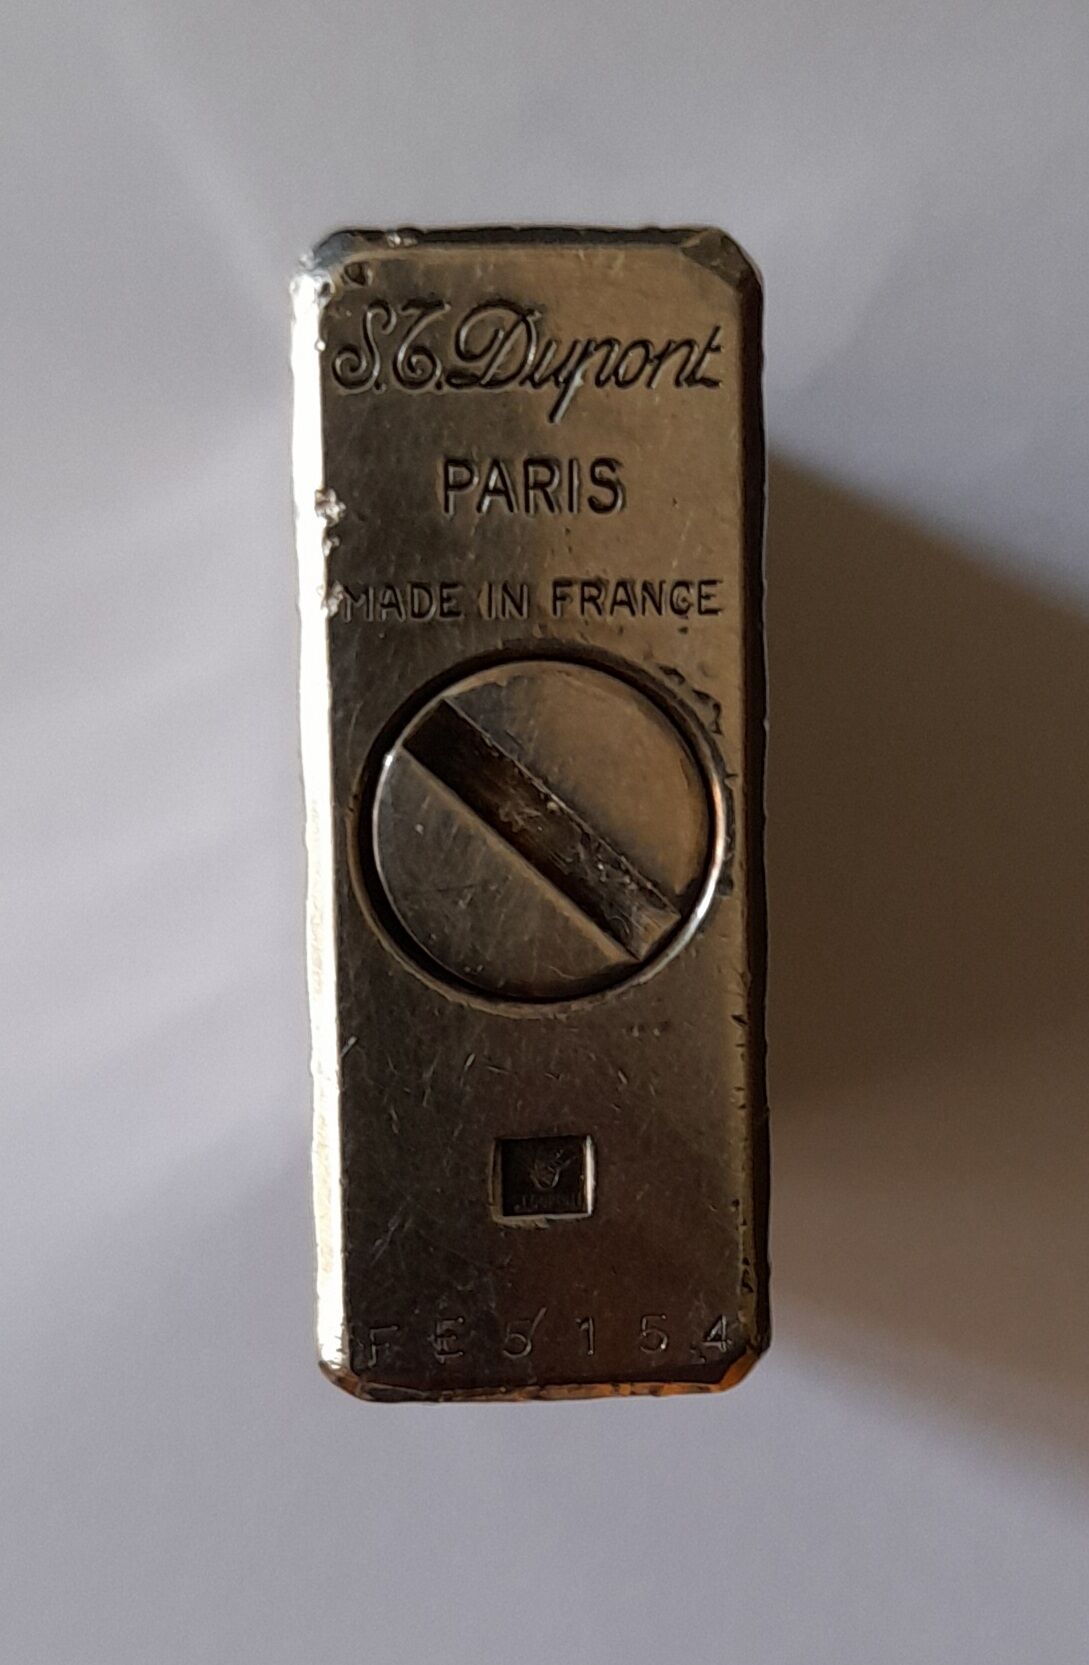 S.T. Dupont
PARIS
MADE IN FRANCE
FE5154